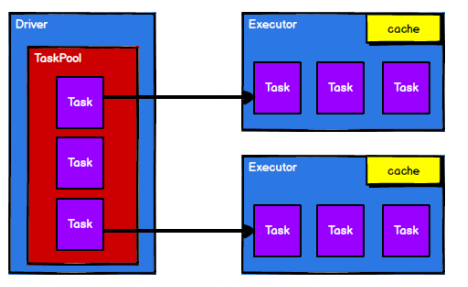 Driver
TaskPool
Task
Task
Task
Executor
cache
Task Task Task
Executor
cache
Task Task Task